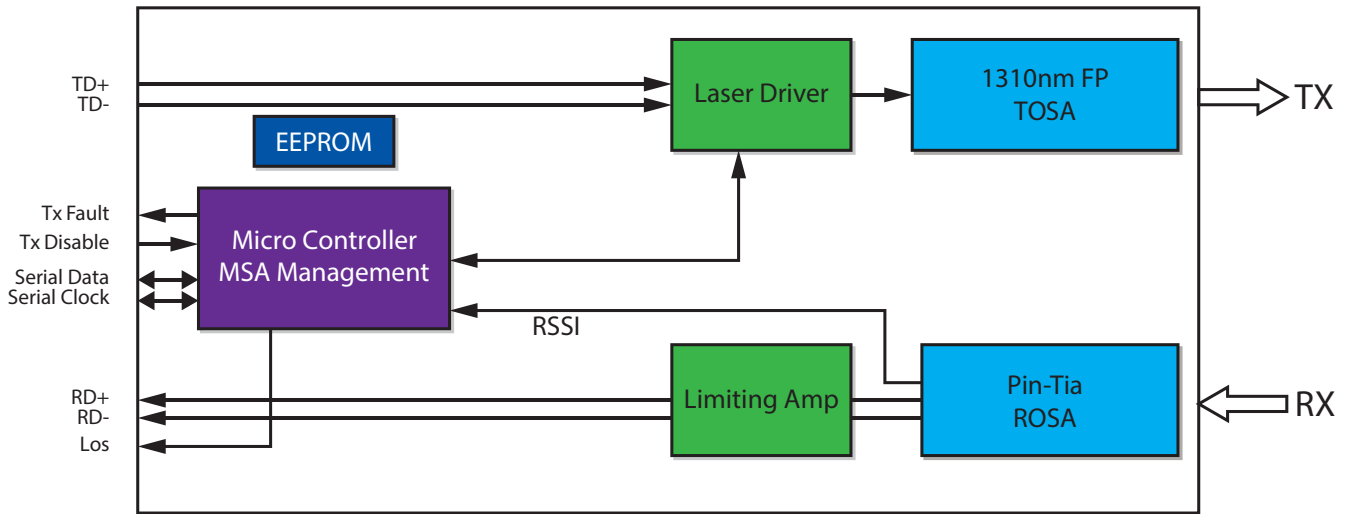 TD+
TD-
Laser Driver
1310nm FP
TOSA
TX
EEPROM
Tx Fault
Tx Disable
Serial Data
Serial Clock
Micro Controller
MSA Management
RSSI
RD+
RD-
Los
Limiting Amp
Pin-Tia
ROSA
RX